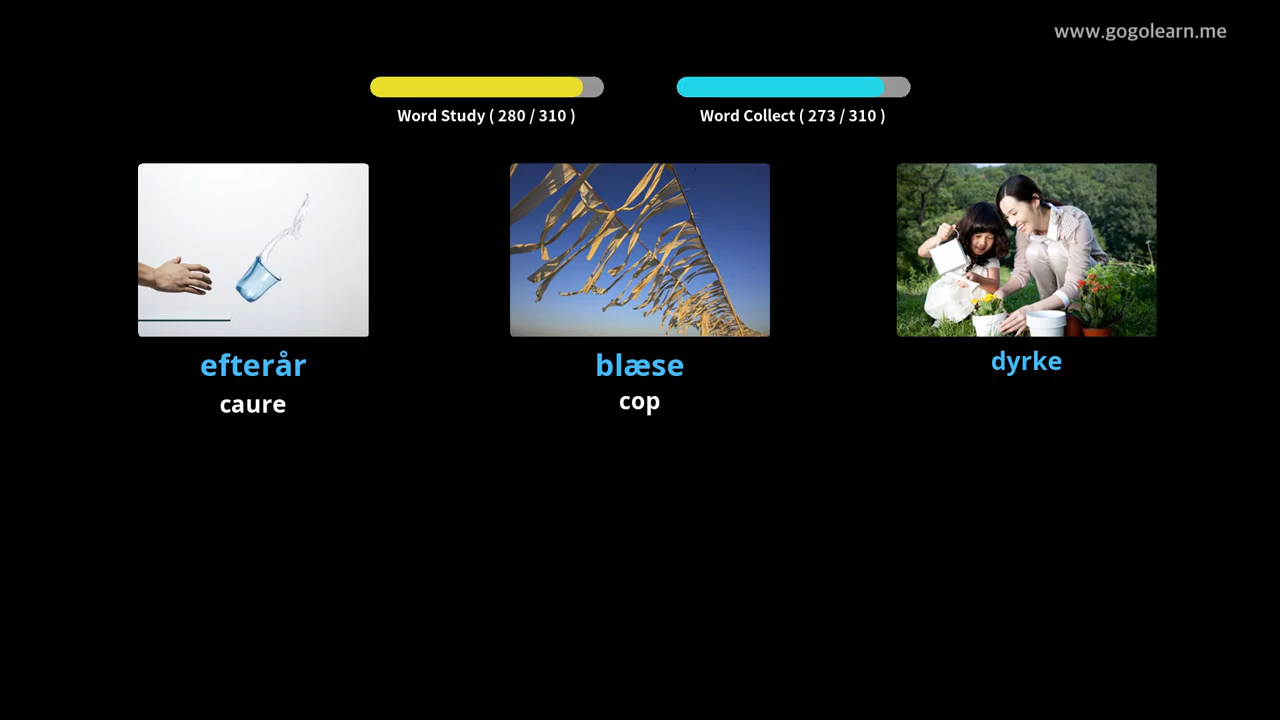 www.gogolearn.me
Word Study ( 280 / 310 )
Word Collect ( 273 / 310 )
efterår
caure
blæse
cop
dyrke